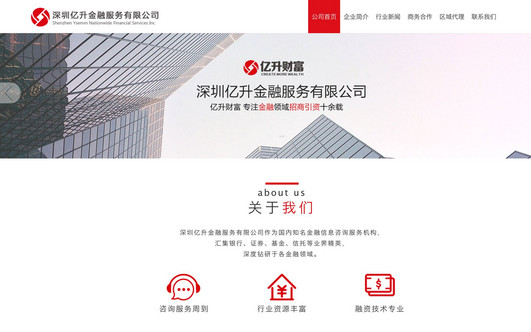 深圳亿升金融服务有限公司
Shenzhen Yisenm Nationwide Financial Services Inc
公司首页 企业简介 行业新闻 商务合作 区域代理 联系我们
亿升财富
CREATE MORE WEALTH
深圳亿升金融服务有限公司
亿升财富 专注金融领域招商引资十余载
about us
关于我们
深圳亿升金融服务有限公司作为国内知名金融信息咨询服务机构,
汇集银行、证券、基金、信托等业界精英,
深度钻研于各金融领域。
咨询服务周到 行业资源丰富 融资技术专业